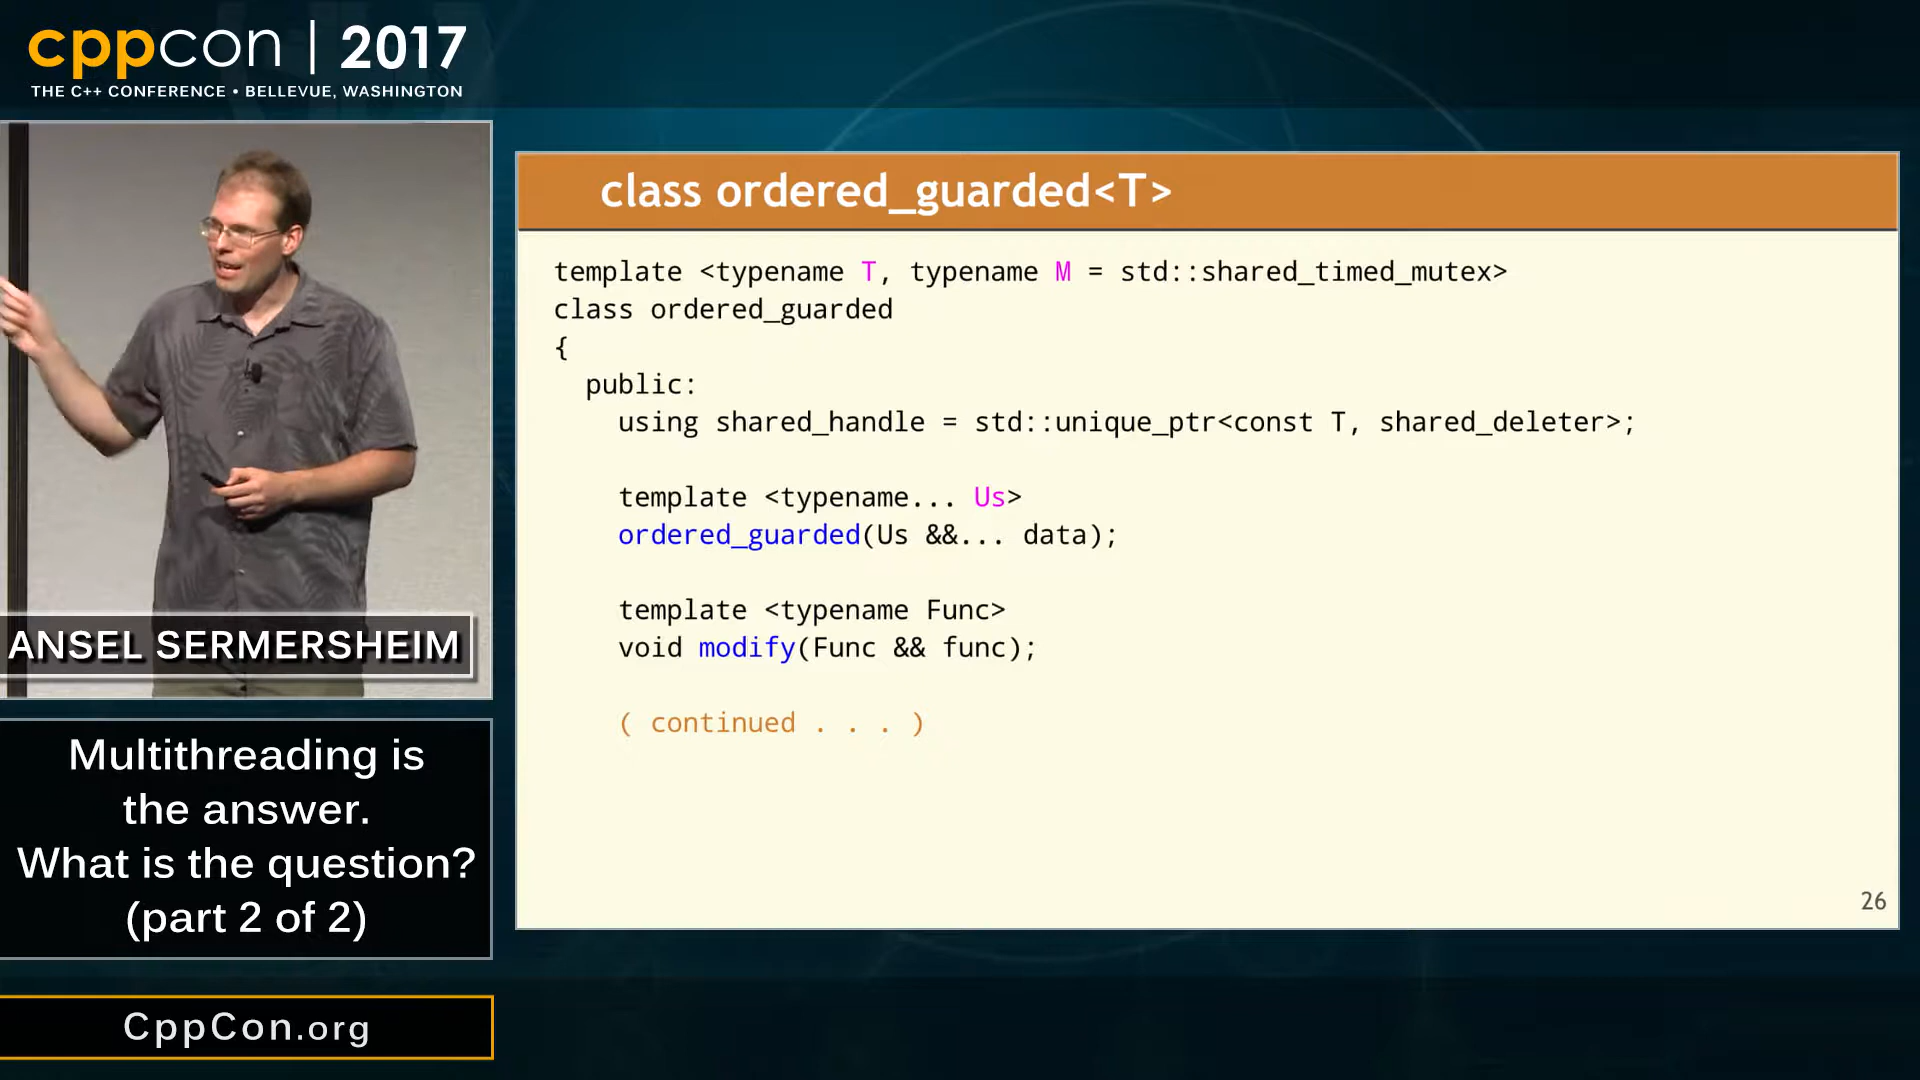 cppcon | 2017
THE C++ CONFERENCE • BELLEVUE, WASHINGTON
ANSEL SERMERSHEIM
Multithreading is
the answer.
What is the question?
(part 2 of 2)
CppCon.org
class ordered_guarded<T>
template <typename T, typename M = std::shared_timed_mutex>
class ordered_guarded
{
public:
using shared_handle = std::unique_ptr<const T, shared_deleter>;
template <typename... Us>
ordered_guarded(Us &&... data);
template <typename Func>
void modify(Func && func);
( continued . . . )
26